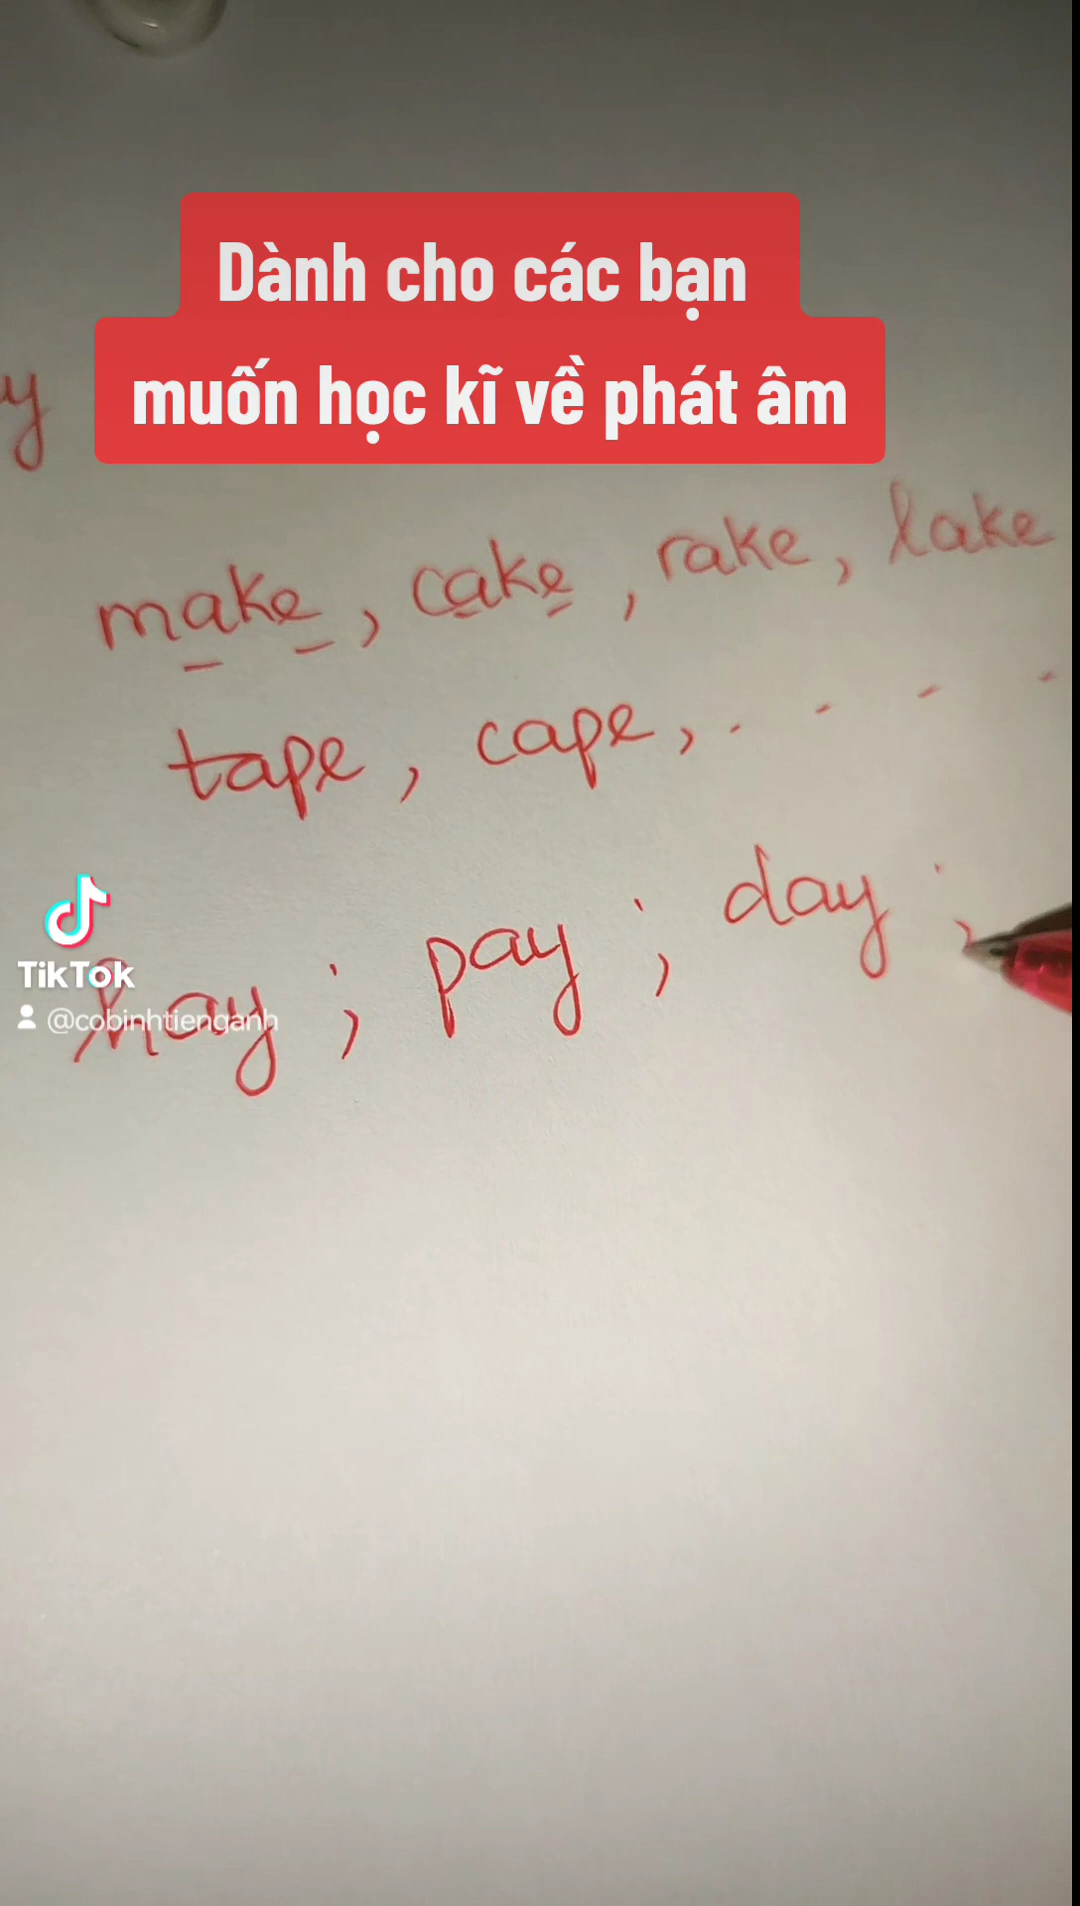 Dành cho các bạn
muốn học kĩ về phát âm
y
make, cake, rake, lake
tape, cape, . - - -
hay; pay; day;
TikTok
@cobinhtienganh